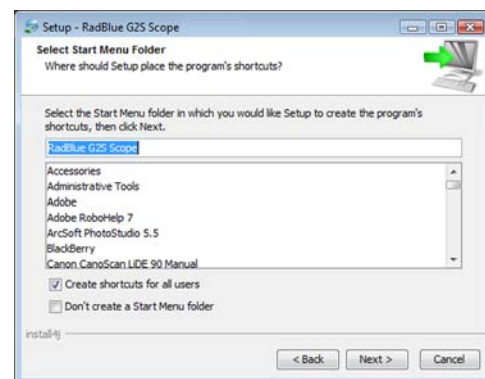 Setup - RadBlue G2S Scope
Select Start Menu Folder
Where should Setup place the program's shortcuts?
Select the Start Menu folder in which you would like Setup to create the program's
shortcuts, then click Next.
RadBlue G2S Scope
Accessories
Administrative Tools
Adobe
Adobe RoboHelp 7
ArcSoft PhotoStudio 5.5
BlackBerry
Canon CanoScan LiDE 90 Manual
Create shortcuts for all users
Don't create a Start Menu folder
install4j
< Back Next > Cancel